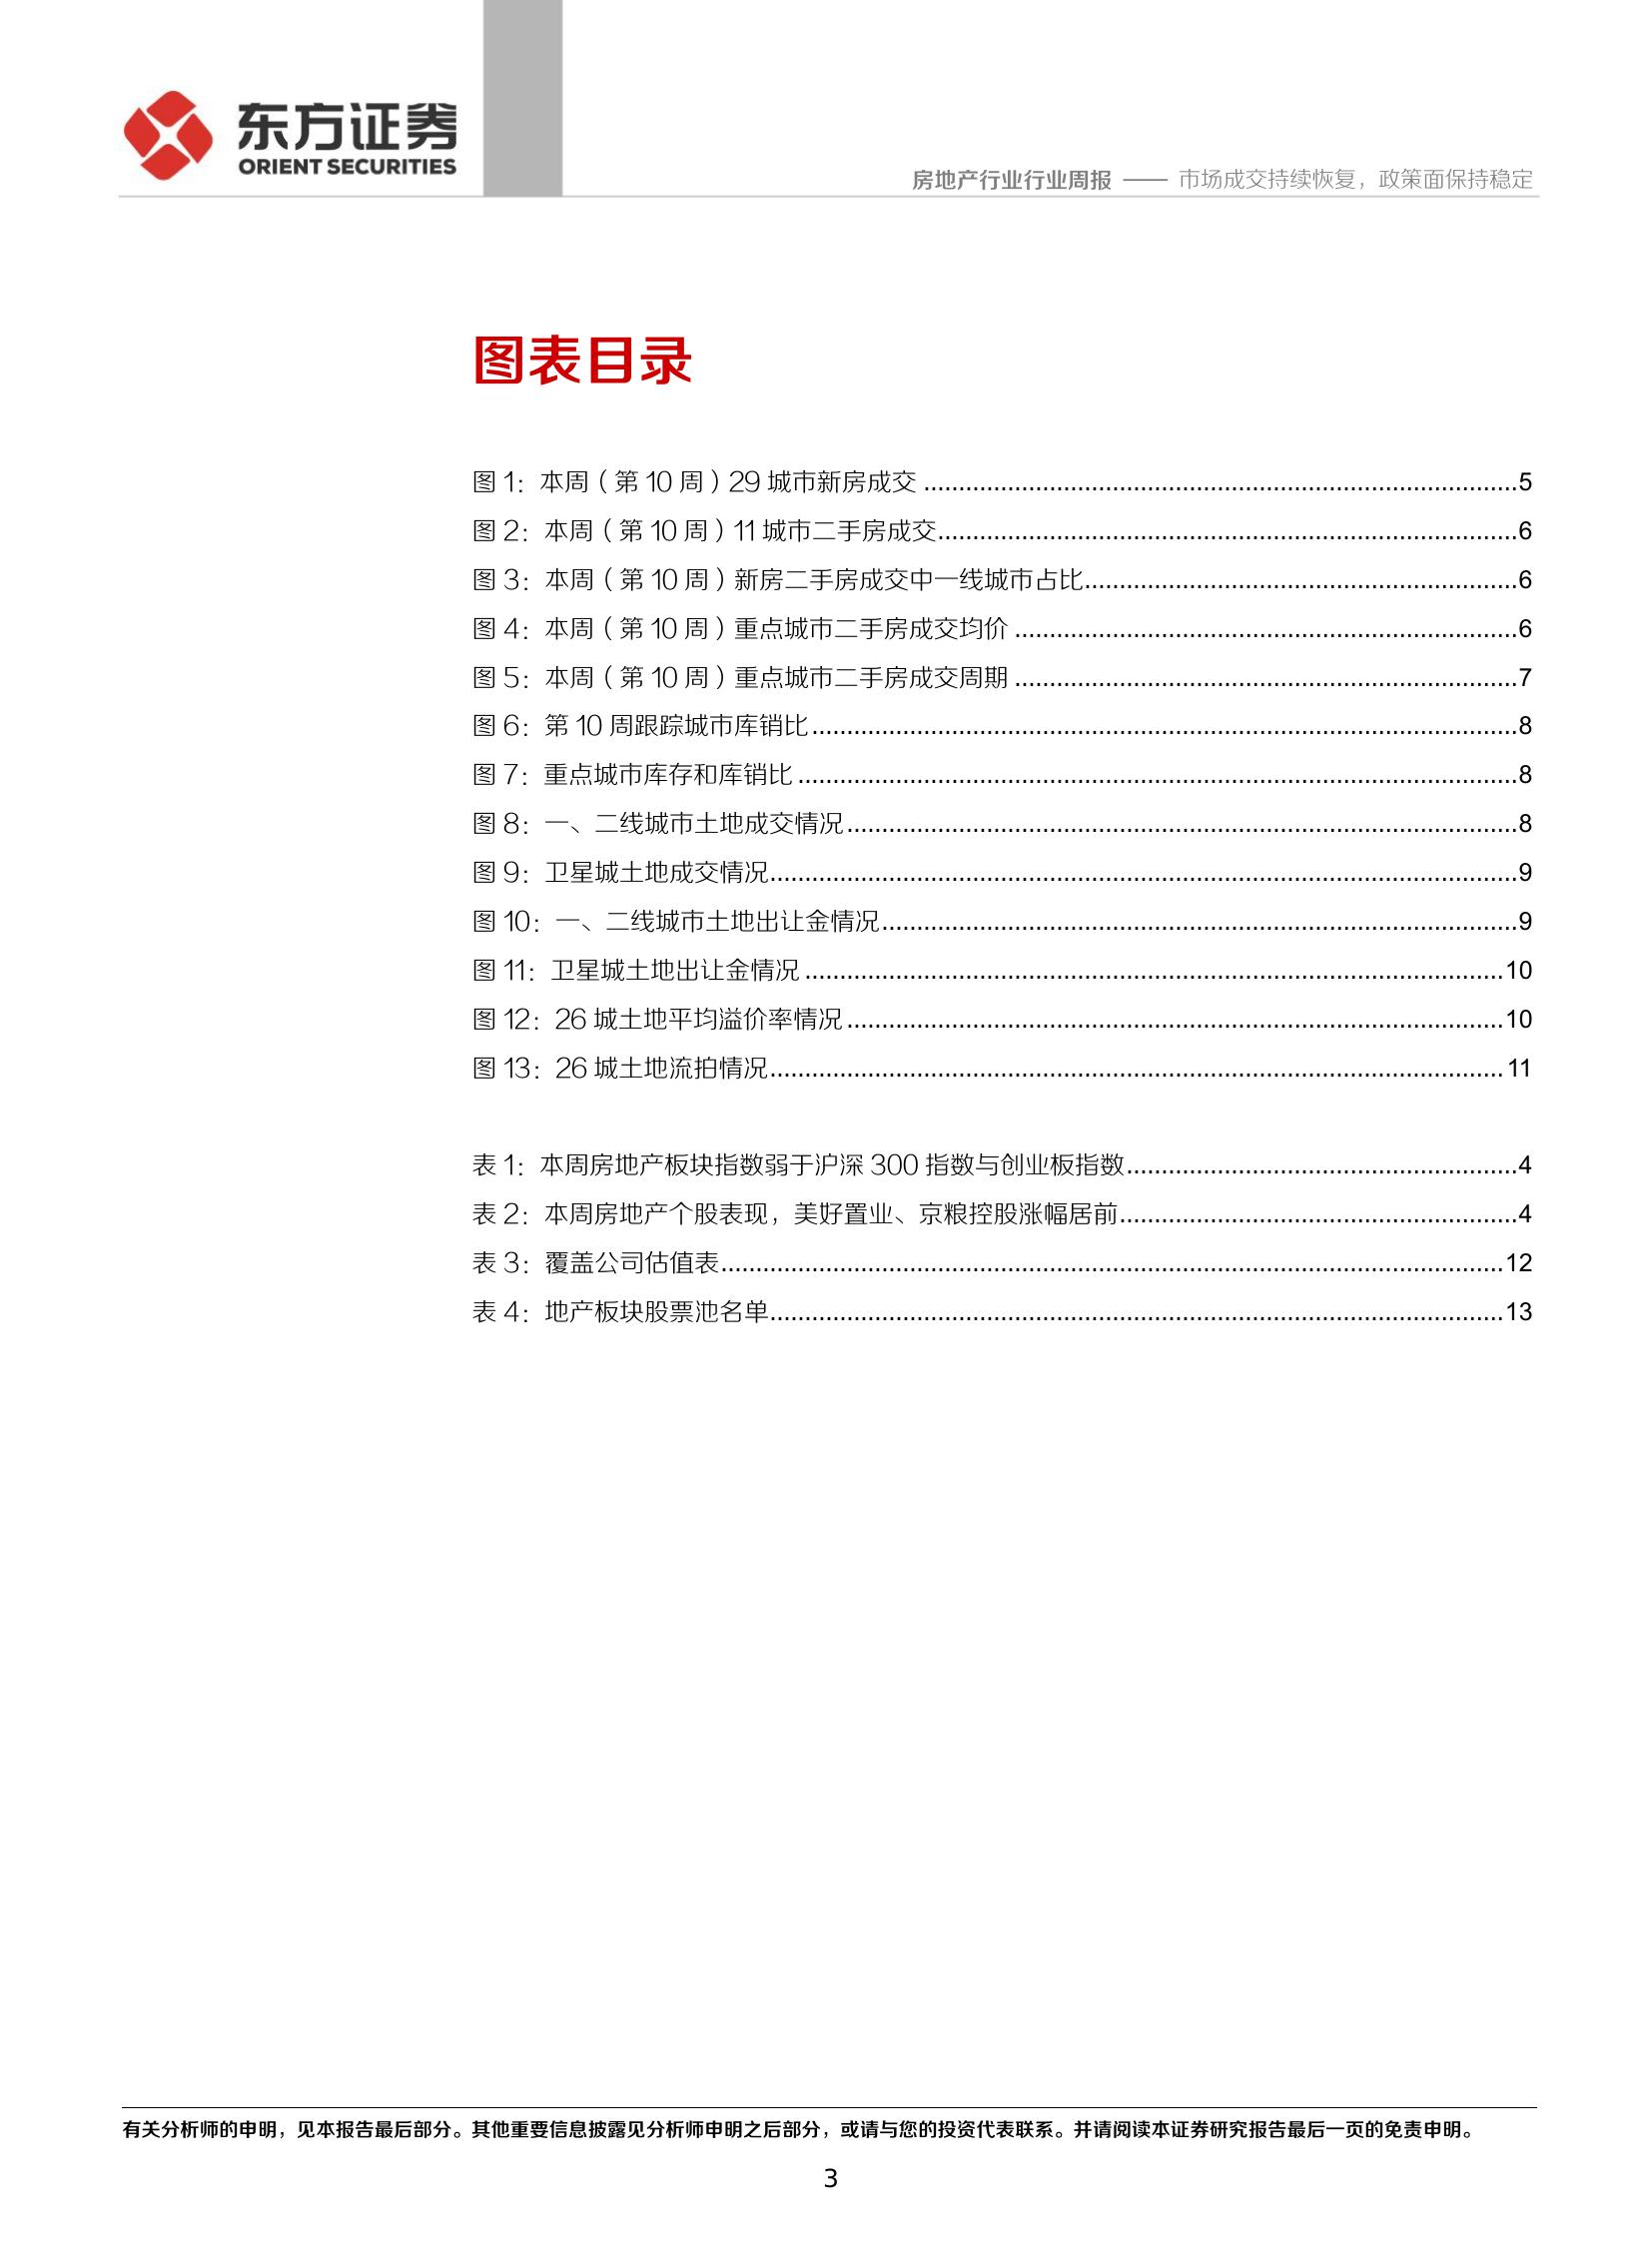 东方证券
ORIENT SECURITIES
房地产行业行业周报 —— 市场成交持续恢复，政策面保持稳定
图表目录
图 1：本周（第 10 周）29 城市新房成交 ........................................ 5
图 2：本周（第 10 周）11 城市二手房成交 ........................................ 6
图 3：本周（第 10 周）新房二手房成交中一线城市占比 ........................................ 6
图 4：本周（第 10 周）重点城市二手房成交均价 ........................................ 6
图 5：本周（第 10 周）重点城市二手房成交周期 ........................................ 7
图 6：第 10 周跟踪城市库销比 ........................................ 8
图 7：重点城市库存和库销比 ........................................ 8
图 8：一、二线城市土地成交情况 ........................................ 8
图 9：卫星城土地成交情况 ........................................ 9
图 10：一、二线城市土地出让金情况 ........................................ 9
图 11：卫星城土地出让金情况 ........................................ 10
图 12：26 城土地平均溢价率情况 ........................................ 10
图 13：26 城土地流拍情况 ........................................ 11
表 1：本周房地产板块指数弱于沪深 300 指数与创业板指数 ........................................ 4
表 2：本周房地产个股表现，美好置业、京粮控股涨幅居前 ........................................ 4
表 3：覆盖公司估值表 ........................................ 12
表 4：地产板块股票池名单 ........................................ 13
有关分析师的申明，见本报告最后部分。其他重要信息披露见分析师申明之后部分，或请与您的投资代表联系。并请阅读本证券研究报告最后一页的免责申明。
3